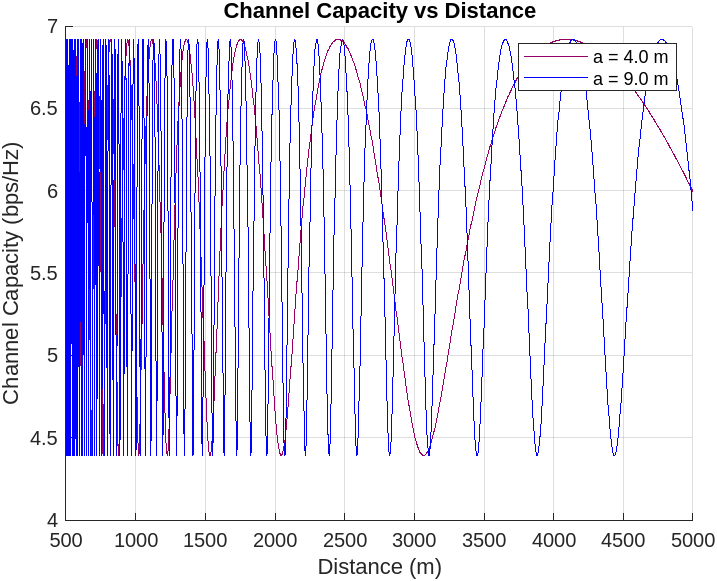 Channel Capacity vs Distance
7
6.5
6
5.5
5
4.5
4
Channel Capacity (bps/Hz)
a = 4.0 m
a = 9.0 m
500 1000 1500 2000 2500 3000 3500 4000 4500 5000
Distance (m)